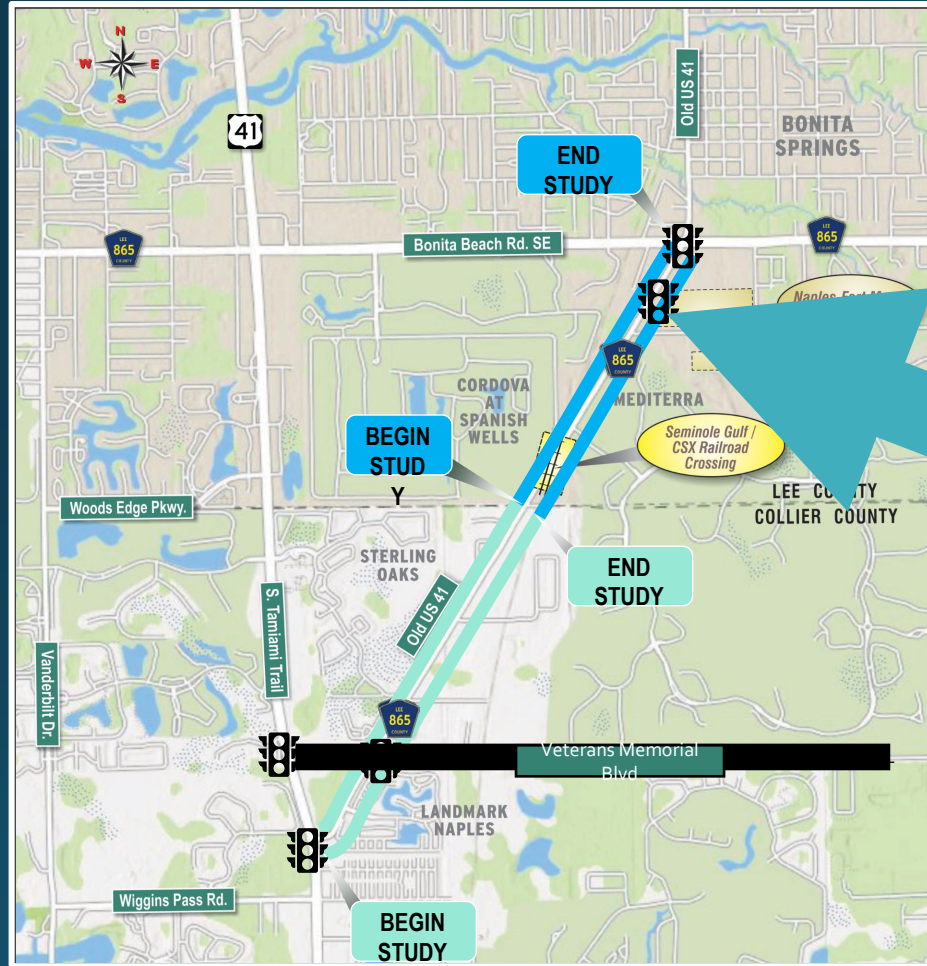 N
W E
S
41
Old US 41
BONITA
SPRINGS
END
STUDY
LEE
865
COUNTY
Bonita Beach Rd. SE
LEE
865
COUNTY
LEE
865
COUNTY
CORDOVA
AT
SPANISH
WELLS
MEDITERRA
BEGIN
STUD
Y
Seminole Gulf /
CSX Railroad
Crossing
Woods Edge Pkwy.
LEE COUNTY
COLLIER COUNTY
STERLING
OAKS
END
STUDY
Old US 41
S. Tamiami Trail
Vanderbilt Dr.
LEE
865
COUNTY
Veterans Memorial
Blvd
LANDMARK
NAPLES
Wiggins Pass Rd.
BEGIN
STUDY